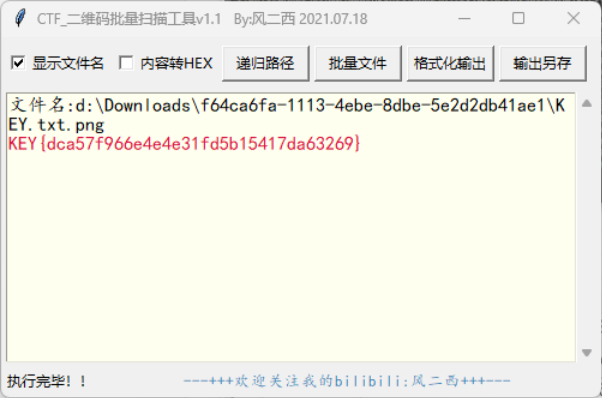 CTF_二维码批量扫描工具v1.1 By:风二西 2021.07.18
显示文件名 内容转HEX 递归路径 批量文件 格式化输出 输出另存
文件名:d:\Downloads\f64ca6fa-1113-4ebe-8dbe-5e2d2db41ae1\K
EY.txt.png
KEY{dca57f966e4e4e31fd5b15417da63269}
执行完毕！！ ---+++欢迎关注我的bilibili:风二西+++---